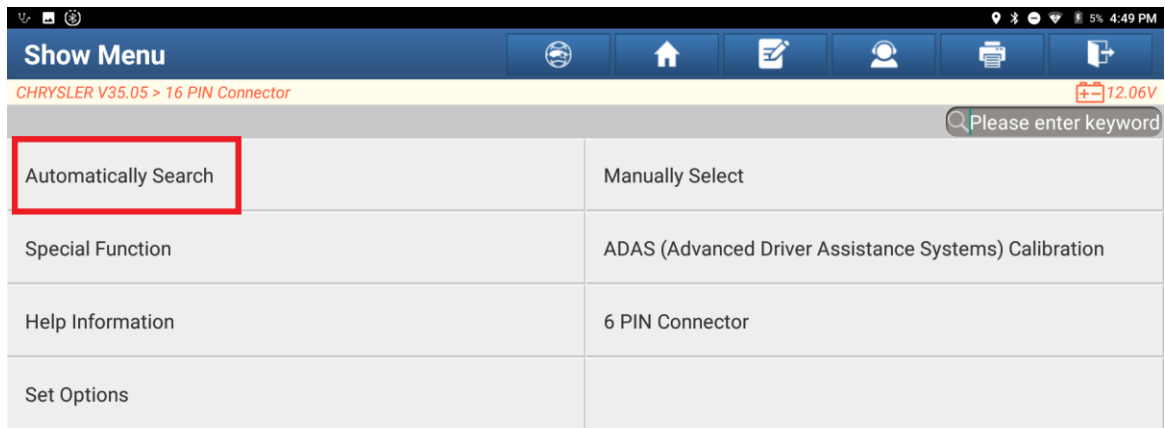 5% 4:49 PM
Show Menu
CHRYSLER V35.05 > 16 PIN Connector
12.06V
Please enter keyword
Automatically Search
Manually Select
Special Function
ADAS (Advanced Driver Assistance Systems) Calibration
Help Information
6 PIN Connector
Set Options